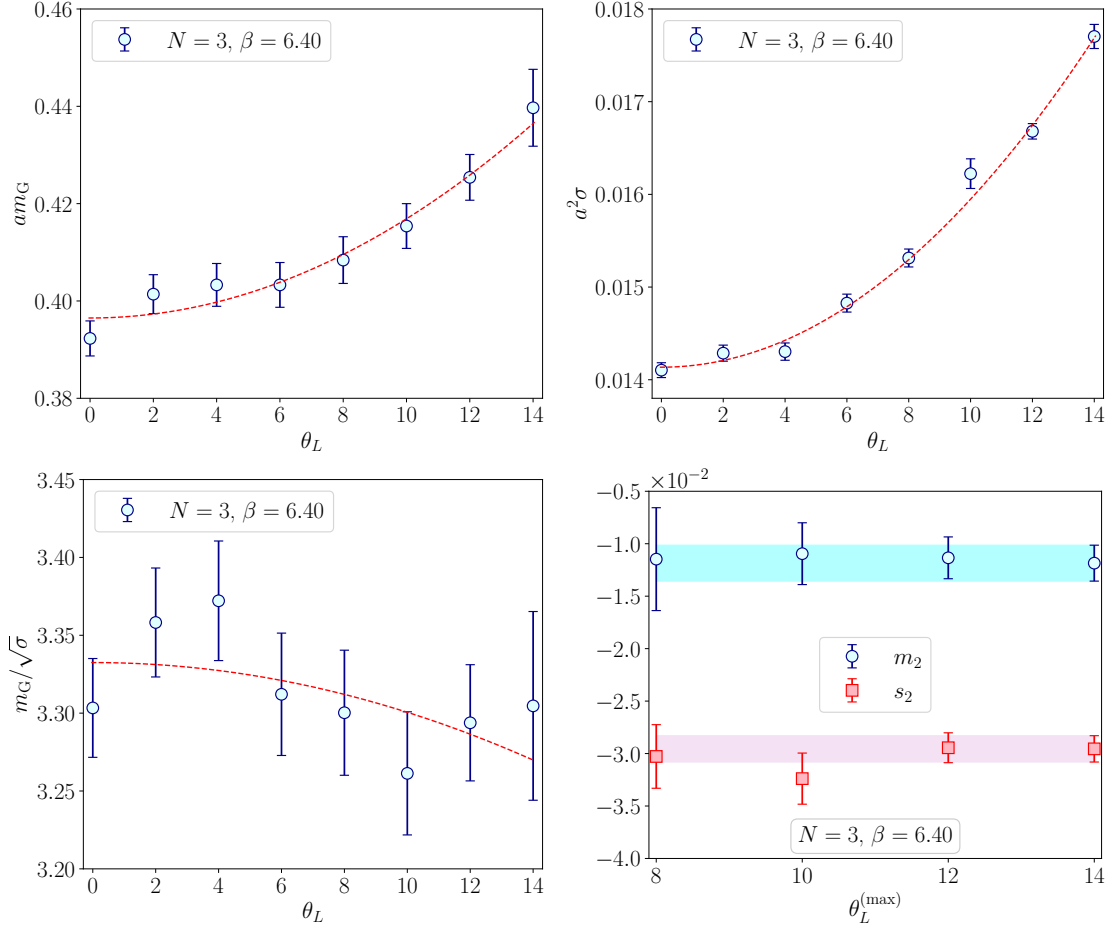 0.46
0.44
0.42
0.40
0.38
am_G
N = 3, β = 6.40
0 2 4 6 8 10 12 14
θ_L
0.018
0.017
0.016
0.015
0.014
a²σ
N = 3, β = 6.40
0 2 4 6 8 10 12 14
θ_L
3.45
3.40
3.35
3.30
3.25
3.20
m_G/√σ
N = 3, β = 6.40
0 2 4 6 8 10 12 14
θ_L
×10⁻²
−0.5
−1.0
−1.5
−2.0
−2.5
−3.0
−3.5
−4.0
m₂
s₂
N = 3, β = 6.40
8 10 12 14
θ_L^(max)